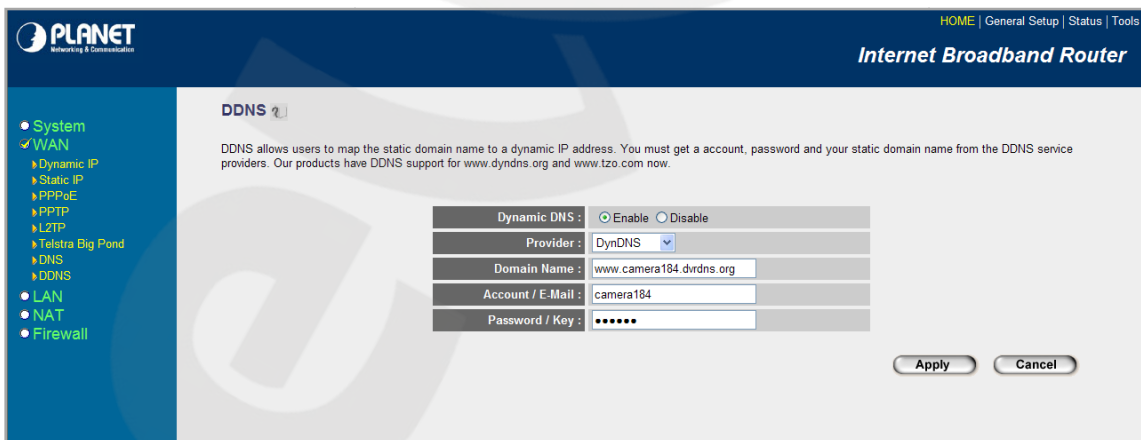 PLANET
Networking & Communication
HOME | General Setup | Status | Tools
Internet Broadband Router
System
WAN
Dynamic IP
Static IP
PPPoE
PPTP
L2TP
Telstra Big Pond
DNS
DDNS
LAN
NAT
Firewall
DDNS
DDNS allows users to map the static domain name to a dynamic IP address. You must get a account, password and your static domain name from the DDNS service
providers. Our products have DDNS support for www.dyndns.org and www.tzo.com now.
Dynamic DNS : Enable Disable
Provider : DynDNS
Domain Name : www.camera184.dvrdns.org
Account / E-Mail : camera184
Password / Key : ●●●●●●
Apply Cancel